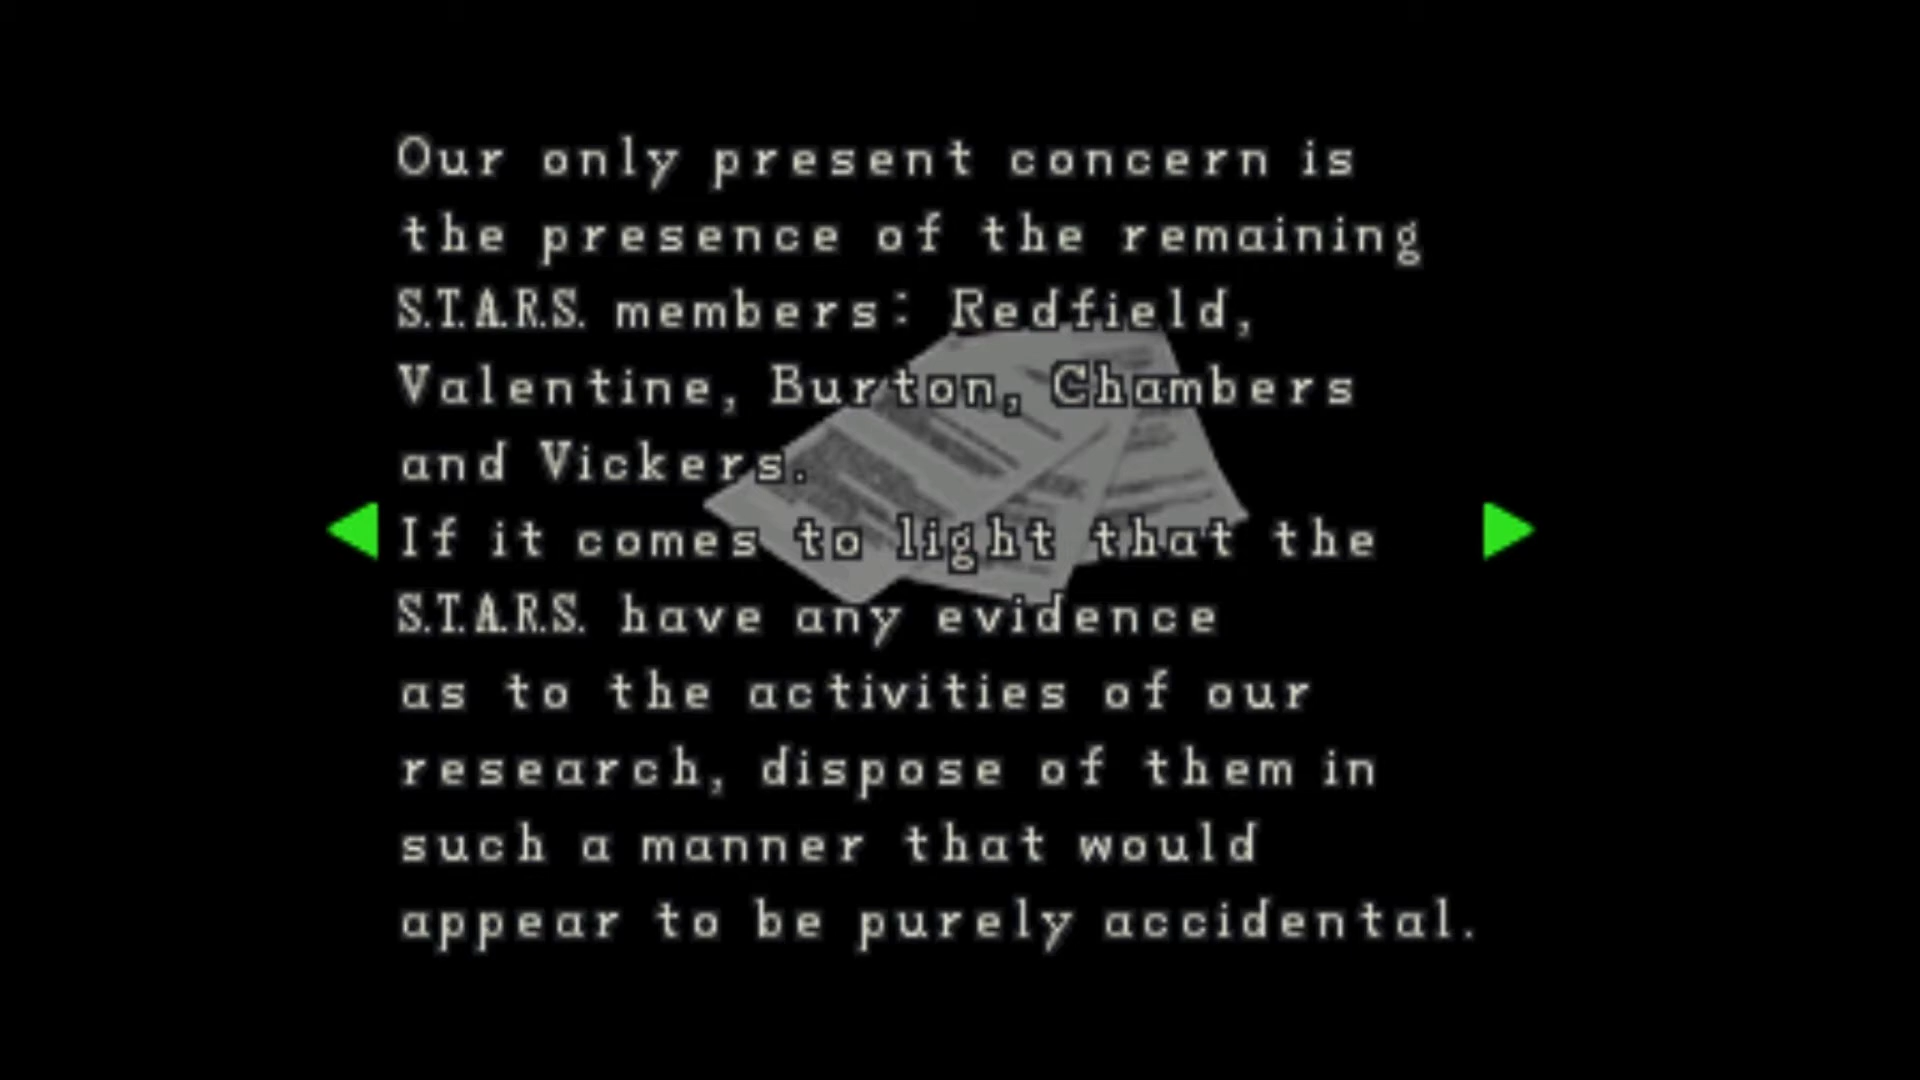 Our only present concern is
the presence of the remaining
S.T.A.R.S. members: Redfield,
Valentine, Burton, Chambers
and Vickers.
If it comes to light that the
S.T.A.R.S. have any evidence
as to the activities of our
research, dispose of them in
such a manner that would
appear to be purely accidental.